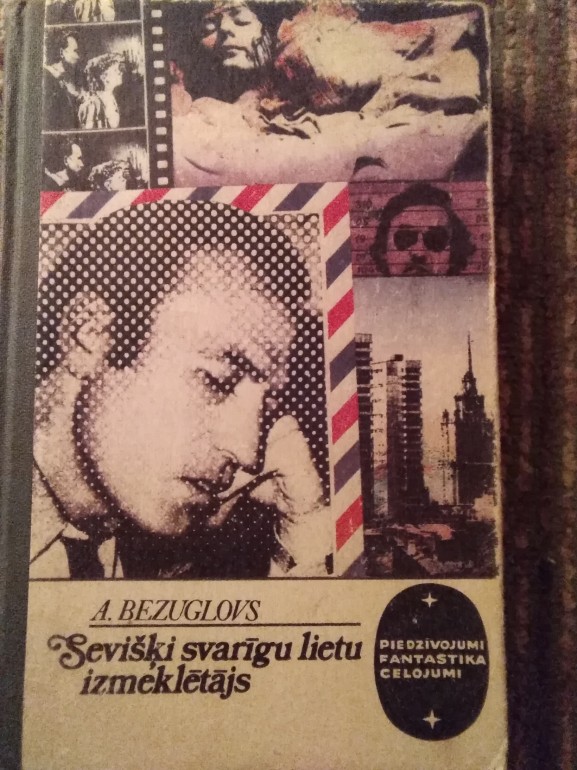 A. BEZUGLOVS
Sevišķi svarīgu lietu
izmeklētājs
PIEDZĪVOJUMI
FANTASTIKA
CEĻOJUMI